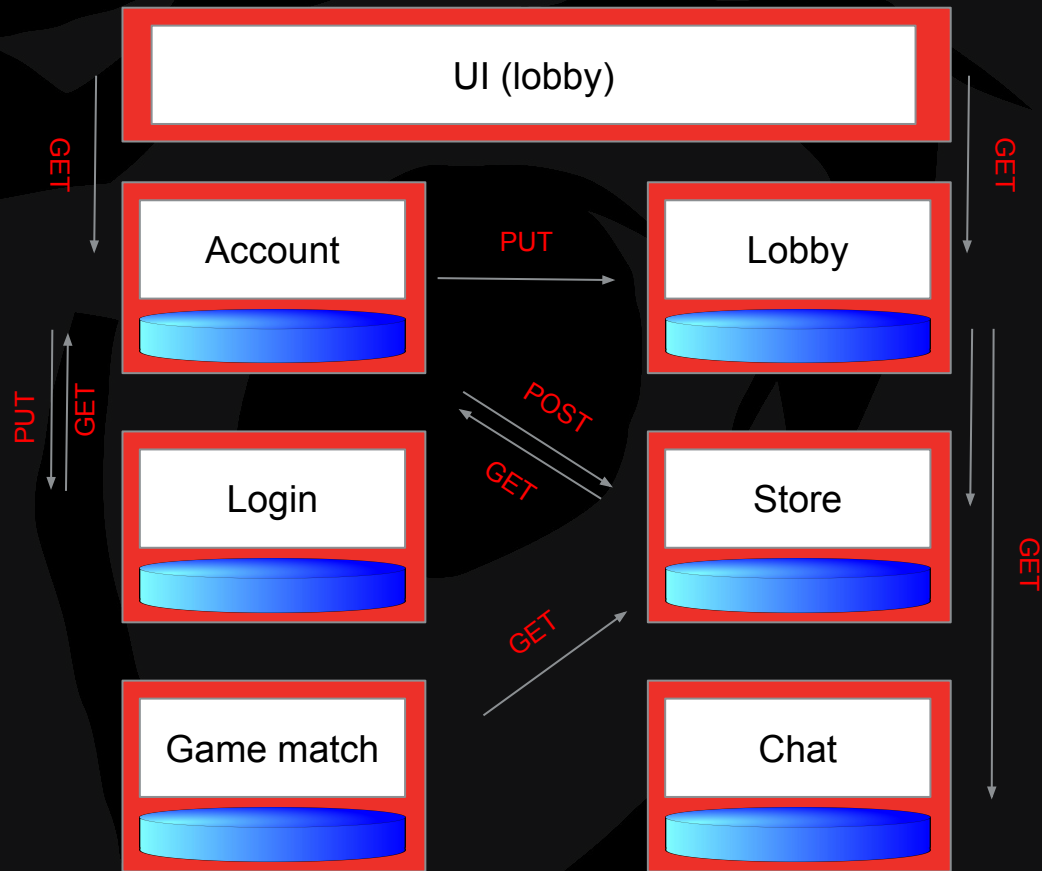 UI (lobby)
GET
GET
Account
PUT
Lobby
PUT
GET
POST
GET
Login
Store
GET
GET
Game match
Chat